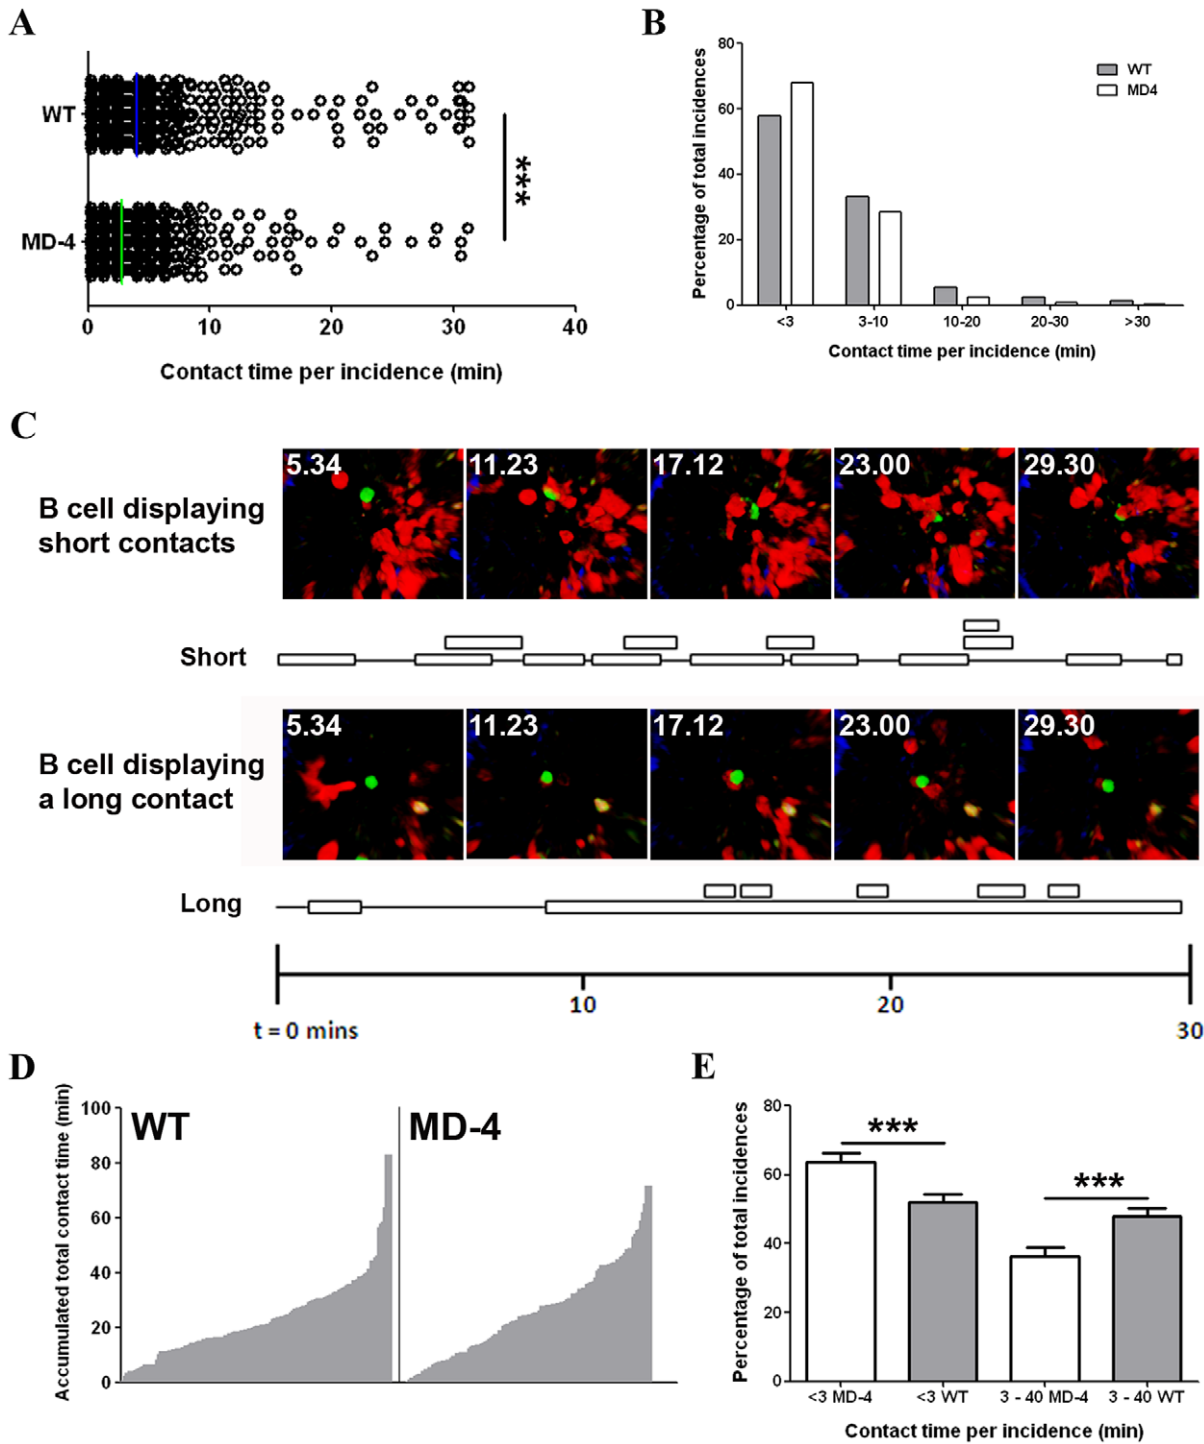 A
WT
MD-4
***
0 10 20 30 40
Contact time per incidence (min)
B
Percentage of total incidences
80
60
40
20
0
WT
MD4
<3 3-10 10-20 20-30 >30
Contact time per incidence (min)
C
B cell displaying
short contacts
5.34 11.23 17.12 23.00 29.30
Short
B cell displaying
a long contact
5.34 11.23 17.12 23.00 29.30
Long
10 20
t = 0 mins 30
D
Accumulated total contact time (min)
100
80
60
40
20
0
WT
MD-4
E
Percentage of total incidences
80
60
40
20
0
***
***
<3 MD-4 <3 WT 3 - 40 MD-4 3 - 40 WT
Contact time per incidence (min)